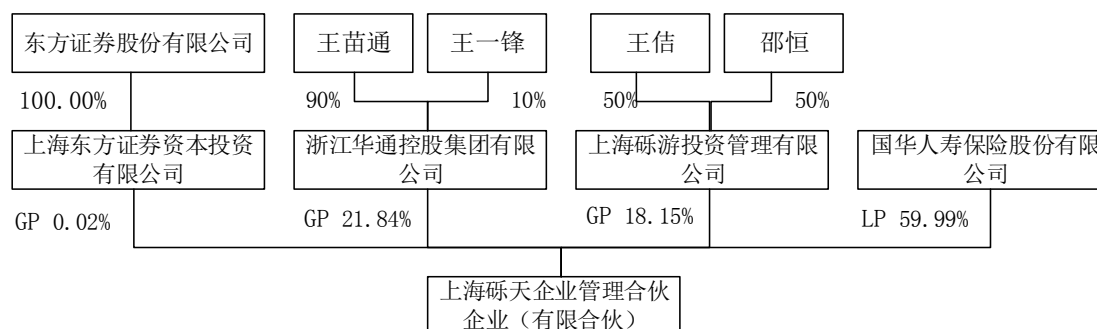 东方证券股份有限公司
王苗通
王一锋
王佶
邵恒
100.00%
90%
10%
50%
50%
上海东方证券资本投资
有限公司
浙江华通控股集团有限
公司
上海砾游投资管理有限
公司
国华人寿保险股份有限
公司
GP 0.02%
GP 21.84%
GP 18.15%
LP 59.99%
上海砾天企业管理合伙
企业（有限合伙）